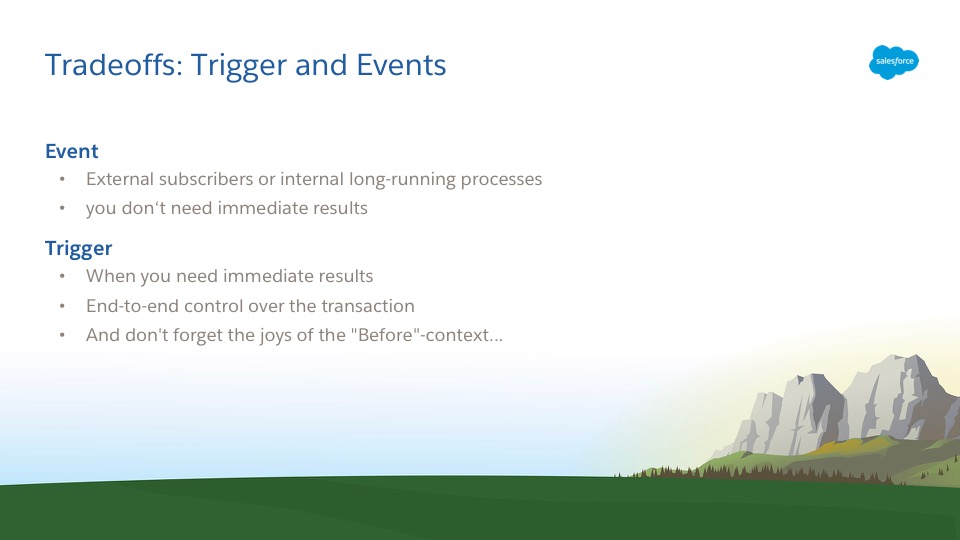 Tradeoffs: Trigger and Events
salesforce
Event
• External subscribers or internal long-running processes
• you don‘t need immediate results
Trigger
• When you need immediate results
• End-to-end control over the transaction
• And don't forget the joys of the "Before"-context...